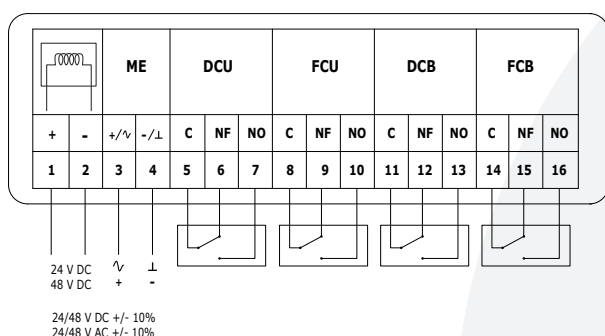 ME DCU FCU DCB FCB
+ - +/∿ -/⊥ C NF NO C NF NO C NF NO C NF NO
1 2 3 4 5 6 7 8 9 10 11 12 13 14 15 16
24 V DC ∿ ⊥
48 V DC + -
24/48 V DC +/- 10%
24/48 V AC +/- 10%